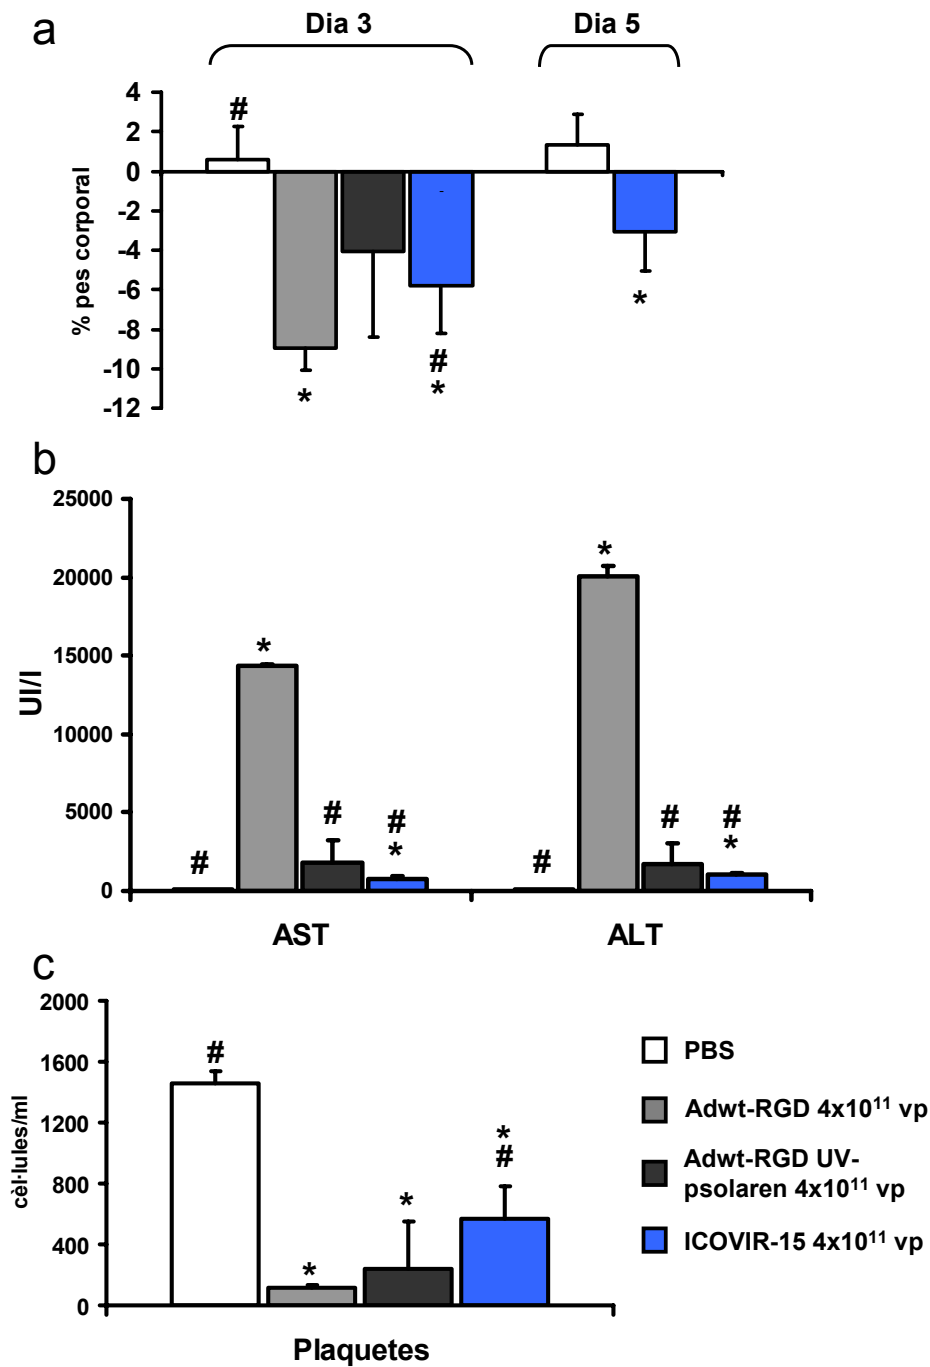 a
Dia 3
Dia 5
% pes corporal
4
2
0
-2
-4
-6
-8
-10
-12
#
*
#
*
*
b
UI/l
25000
20000
15000
10000
5000
0
#
*
#
#
*
#
*
#
#
*
AST
ALT
c
cèl·lules/ml
2000
1600
1200
800
400
0
#
*
*
*
#
Plaquetes
PBS
Adwt-RGD 4x10¹¹ vp
Adwt-RGD UV-
psolaren 4x10¹¹ vp
ICOVIR-15 4x10¹¹ vp